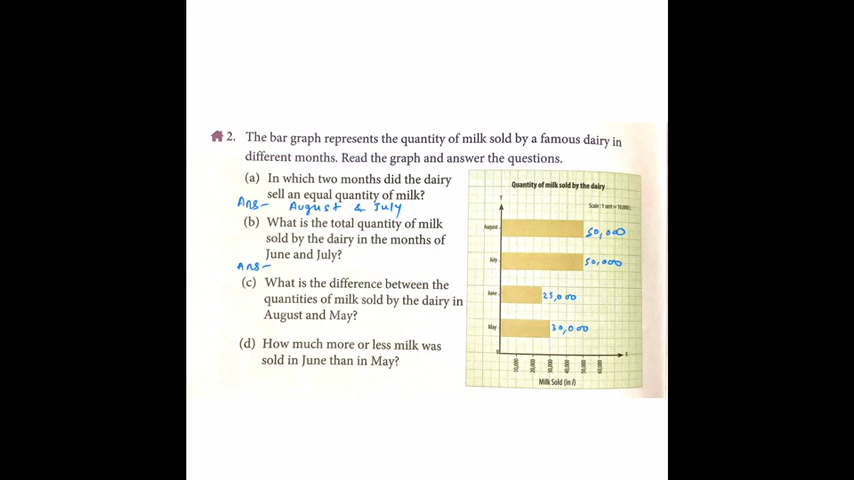 2. The bar graph represents the quantity of milk sold by a famous dairy in
different months. Read the graph and answer the questions.
(a) In which two months did the dairy
sell an equal quantity of milk?
Ans- August & July
(b) What is the total quantity of milk
sold by the dairy in the months of
June and July?
Ans-
(c) What is the difference between the
quantities of milk sold by the dairy in
August and May?
(d) How much more or less milk was
sold in June than in May?
Quantity of milk sold by the dairy
Y
Scale: 1 unit = 10,000 L
August
50,000
July
50,000
June
25,000
May
30,000
0
X
10,000
20,000
30,000
40,000
50,000
60,000
Milk Sold (in l)